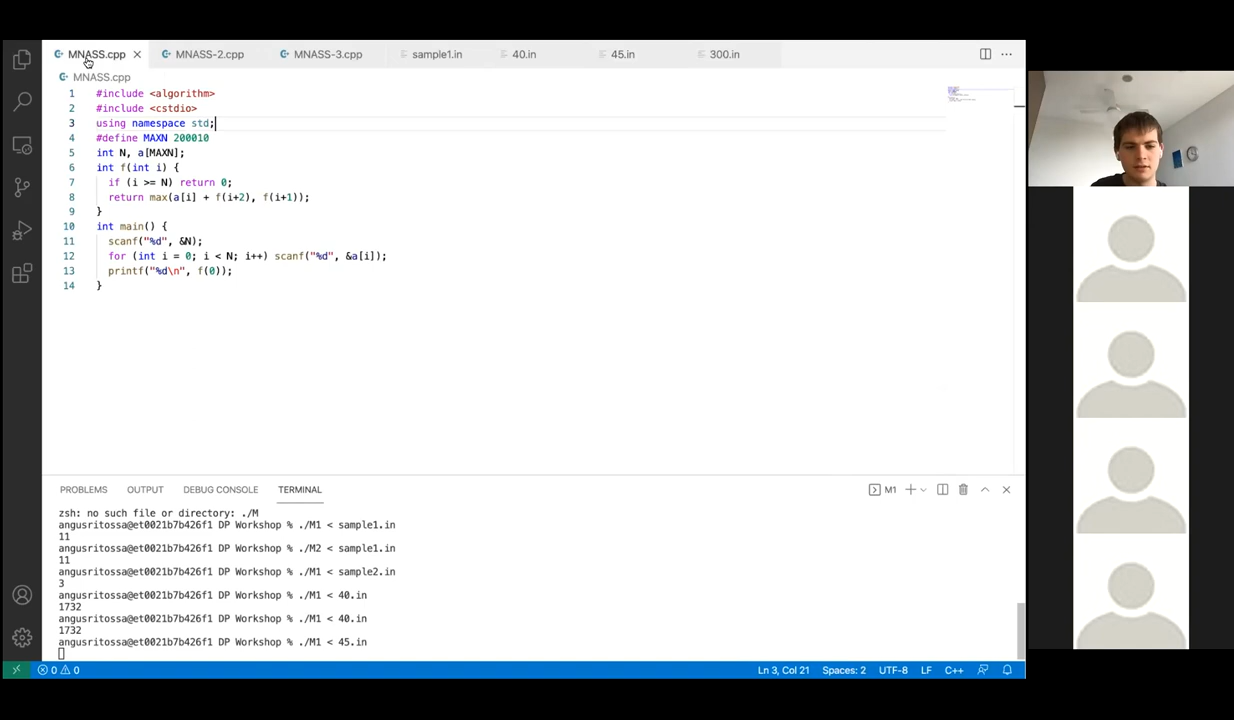 MNASS.cpp
MNASS-2.cpp
MNASS-3.cpp
sample1.in
40.in
45.in
300.in
MNASS.cpp
1 #include <algorithm>
2 #include <cstdio>
3 using namespace std;
4 #define MAXN 200010
5 int N, a[MAXN];
6 int f(int i) {
7 if (i >= N) return 0;
8 return max(a[i] + f(i+2), f(i+1));
9 }
10 int main() {
11 scanf("%d", &N);
12 for (int i = 0; i < N; i++) scanf("%d", &a[i]);
13 printf("%d\n", f(0));
14 }
PROBLEMS OUTPUT DEBUG CONSOLE TERMINAL
M1
zsh: no such file or directory: ./M
angusritossa@et0021b7b426f1 DP Workshop % ./M1 < sample1.in
11
angusritossa@et0021b7b426f1 DP Workshop % ./M2 < sample1.in
11
angusritossa@et0021b7b426f1 DP Workshop % ./M1 < sample2.in
3
angusritossa@et0021b7b426f1 DP Workshop % ./M1 < 40.in
1732
angusritossa@et0021b7b426f1 DP Workshop % ./M1 < 40.in
1732
angusritossa@et0021b7b426f1 DP Workshop % ./M1 < 45.in
0 0
Ln 3, Col 21 Spaces: 2 UTF-8 LF C++